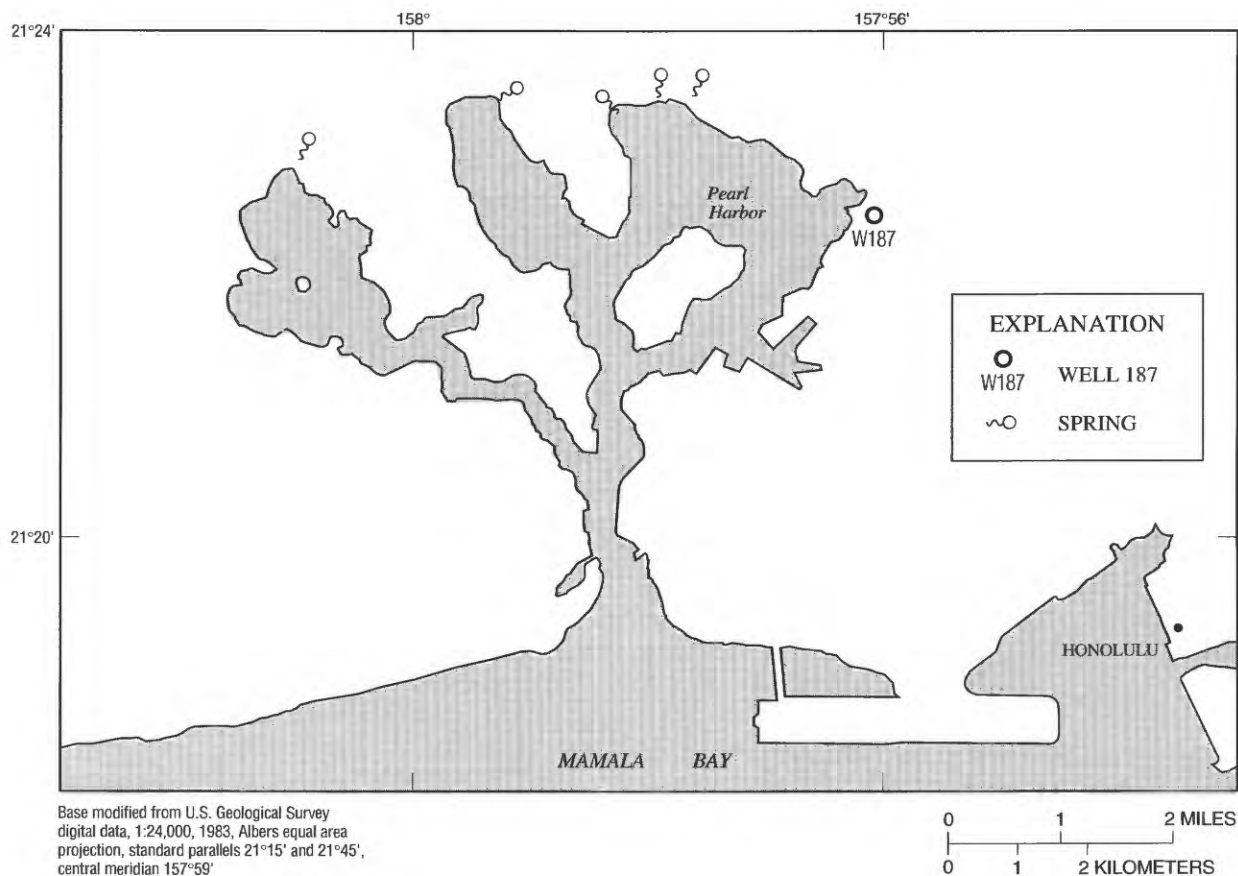 158°
157°56'
21°24'
Pearl
Harbor
W187
EXPLANATION
W187
WELL 187
SPRING
21°20'
HONOLULU
MAMALA BAY
Base modified from U.S. Geological Survey
digital data, 1:24,000, 1983, Albers equal area
projection, standard parallels 21°15' and 21°45',
central meridian 157°59'
0 1 2 MILES
0 1 2 KILOMETERS